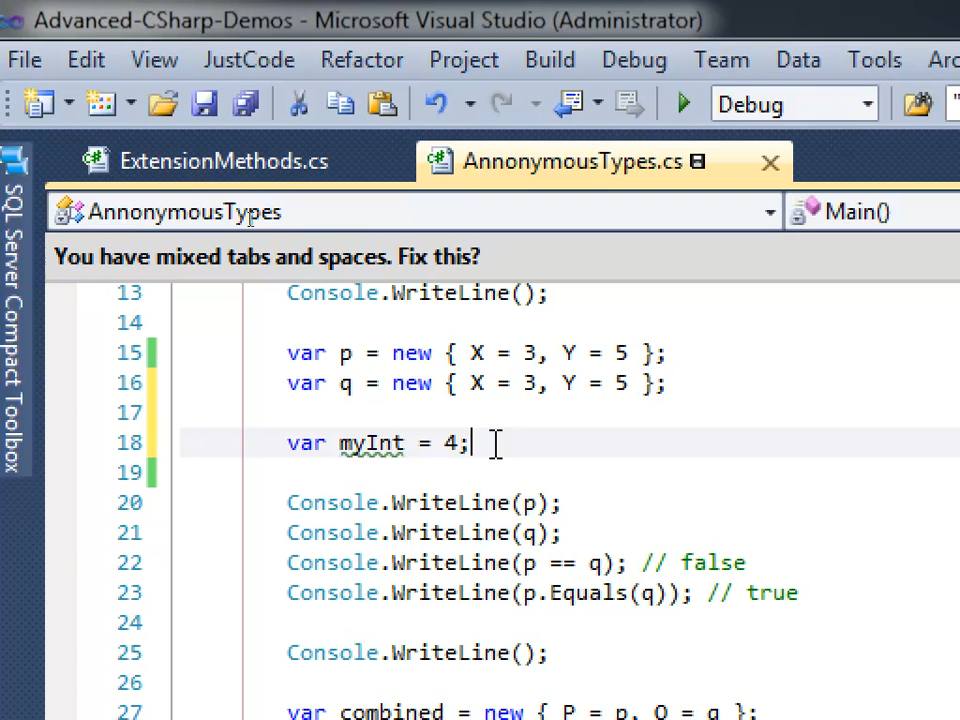 Advanced-CSharp-Demos - Microsoft Visual Studio (Administrator)
File Edit View JustCode Refactor Project Build Debug Team Data Tools
Debug
ExtensionMethods.cs AnnonymousTypes.cs
AnnonymousTypes Main()
You have mixed tabs and spaces. Fix this?
SQL Server Compact Toolbox
13 Console.WriteLine();
14
15 var p = new { X = 3, Y = 5 };
16 var q = new { X = 3, Y = 5 };
17
18 var myInt = 4;
19
20 Console.WriteLine(p);
21 Console.WriteLine(q);
22 Console.WriteLine(p == q); // false
23 Console.WriteLine(p.Equals(q)); // true
24
25 Console.WriteLine();
26
27 var combined = new { P = p, Q = q };